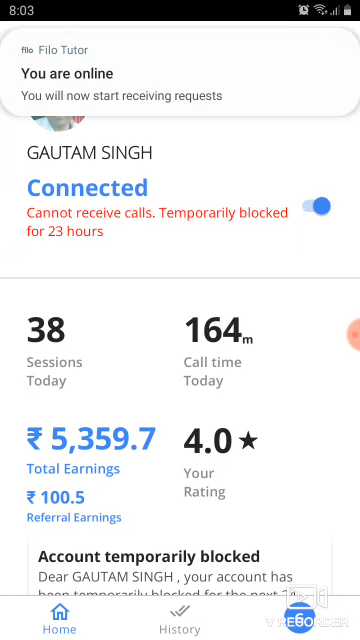 8:03
filo Filo Tutor
You are online
You will now start receiving requests
GAUTAM SINGH
Connected
Cannot receive calls. Temporarily blocked
for 23 hours
38
164m
Sessions
Today
Call time
Today
₹ 5,359.7
4.0 ★
Total Earnings
Your
Rating
₹ 100.5
Referral Earnings
Account temporarily blocked
Dear GAUTAM SINGH , your account has
been temporarily blocked for the next 24
6
V RECORDER
Home
History